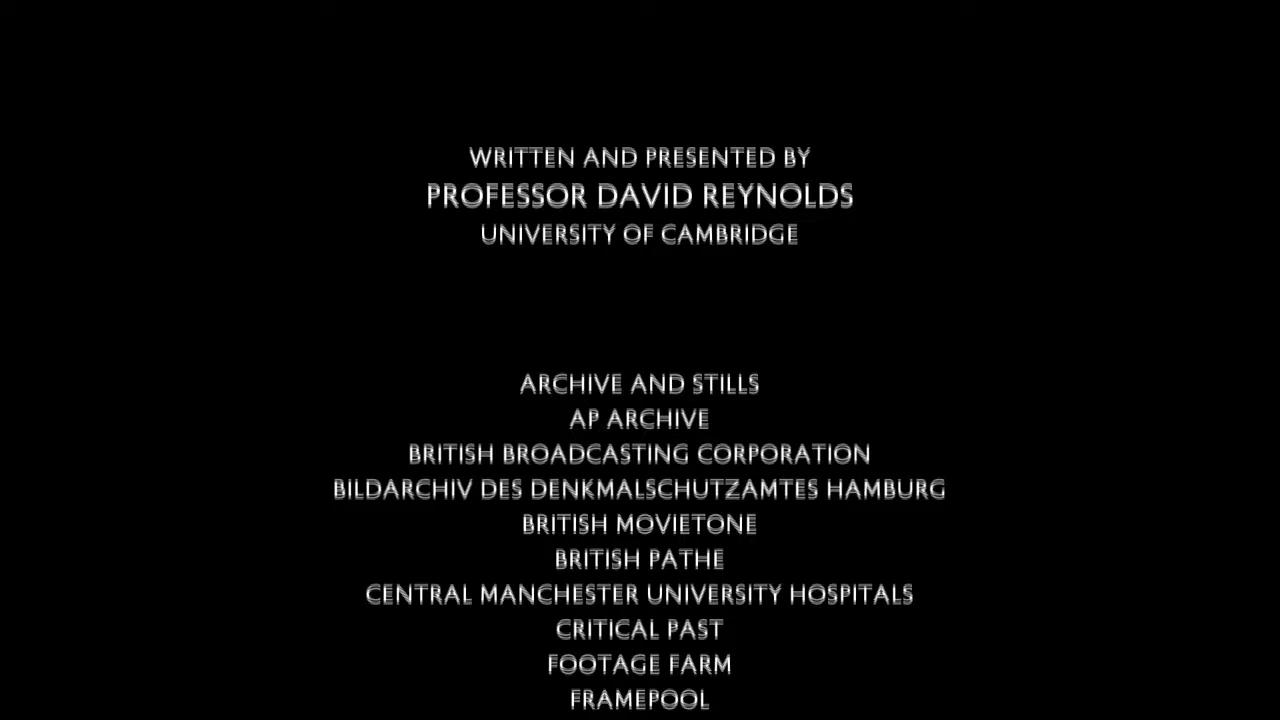 WRITTEN AND PRESENTED BY
PROFESSOR DAVID REYNOLDS
UNIVERSITY OF CAMBRIDGE
ARCHIVE AND STILLS
AP ARCHIVE
BRITISH BROADCASTING CORPORATION
BILDARCHIV DES DENKMALSCHUTZAMTES HAMBURG
BRITISH MOVIETONE
BRITISH PATHE
CENTRAL MANCHESTER UNIVERSITY HOSPITALS
CRITICAL PAST
FOOTAGE FARM
FRAMEPOOL